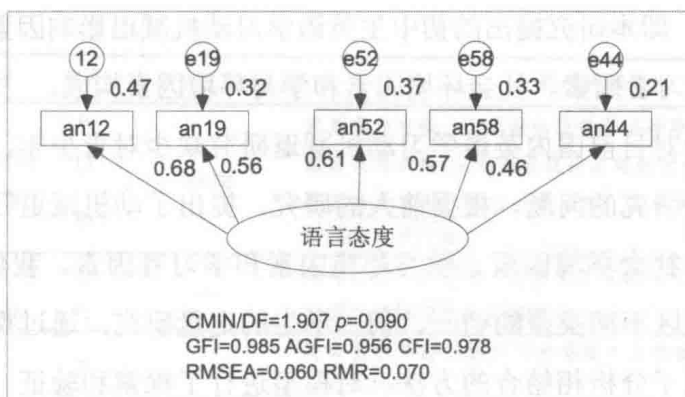 12 e19 e52 e58 e44
0.47 0.32 0.37 0.33 0.21
an12 an19 an52 an58 an44
0.68 0.56 0.61 0.57 0.46
语言态度
CMIN/DF=1.907 p=0.090
GFI=0.985 AGFI=0.956 CFI=0.978
RMSEA=0.060 RMR=0.070